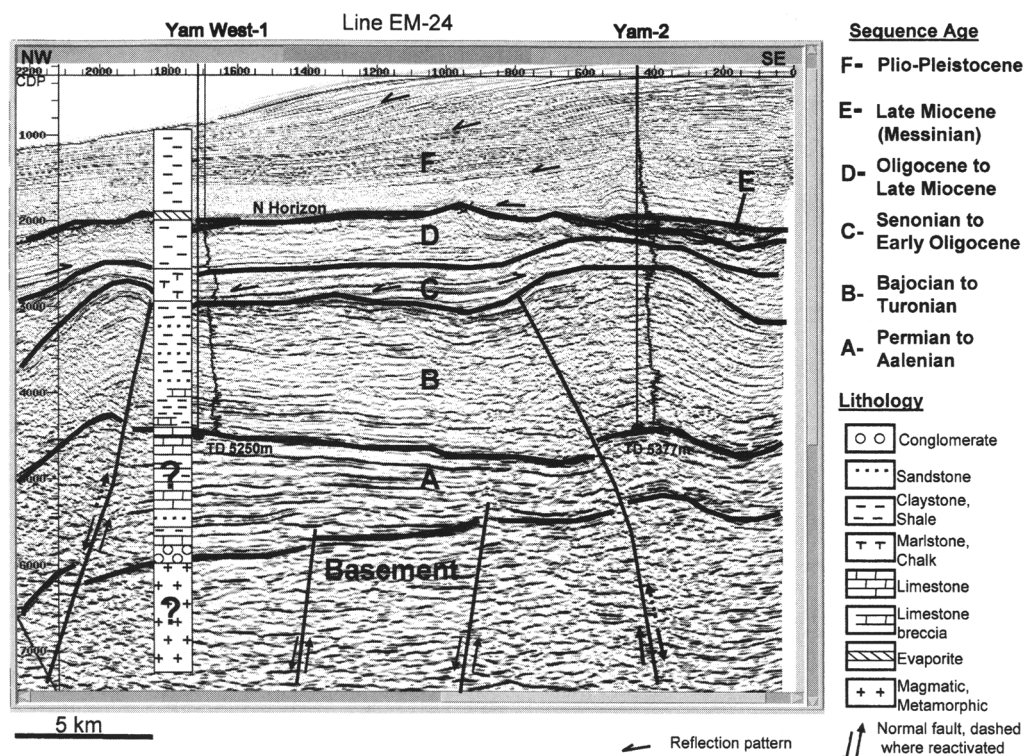 Line EM-24
Yam West-1
Yam-2
NW
SE
2200 2000 1800 1600 1400 1200 1000 800 600 400 200 0
CDP
1000
2000
3000
4000
5000
6000
7000
F
E
N Horizon
D
C
B
TD 5250m
TD 5377m
?
A
Basement
?
5 km
Reflection pattern
Sequence Age
F- Plio-Pleistocene
E- Late Miocene
(Messinian)
D- Oligocene to
Late Miocene
C- Senonian to
Early Oligocene
B- Bajocian to
Turonian
A- Permian to
Aalenian
Lithology
Conglomerate
Sandstone
Claystone,
Shale
Marlstone,
Chalk
Limestone
Limestone
breccia
Evaporite
Magmatic,
Metamorphic
Normal fault, dashed
where reactivated